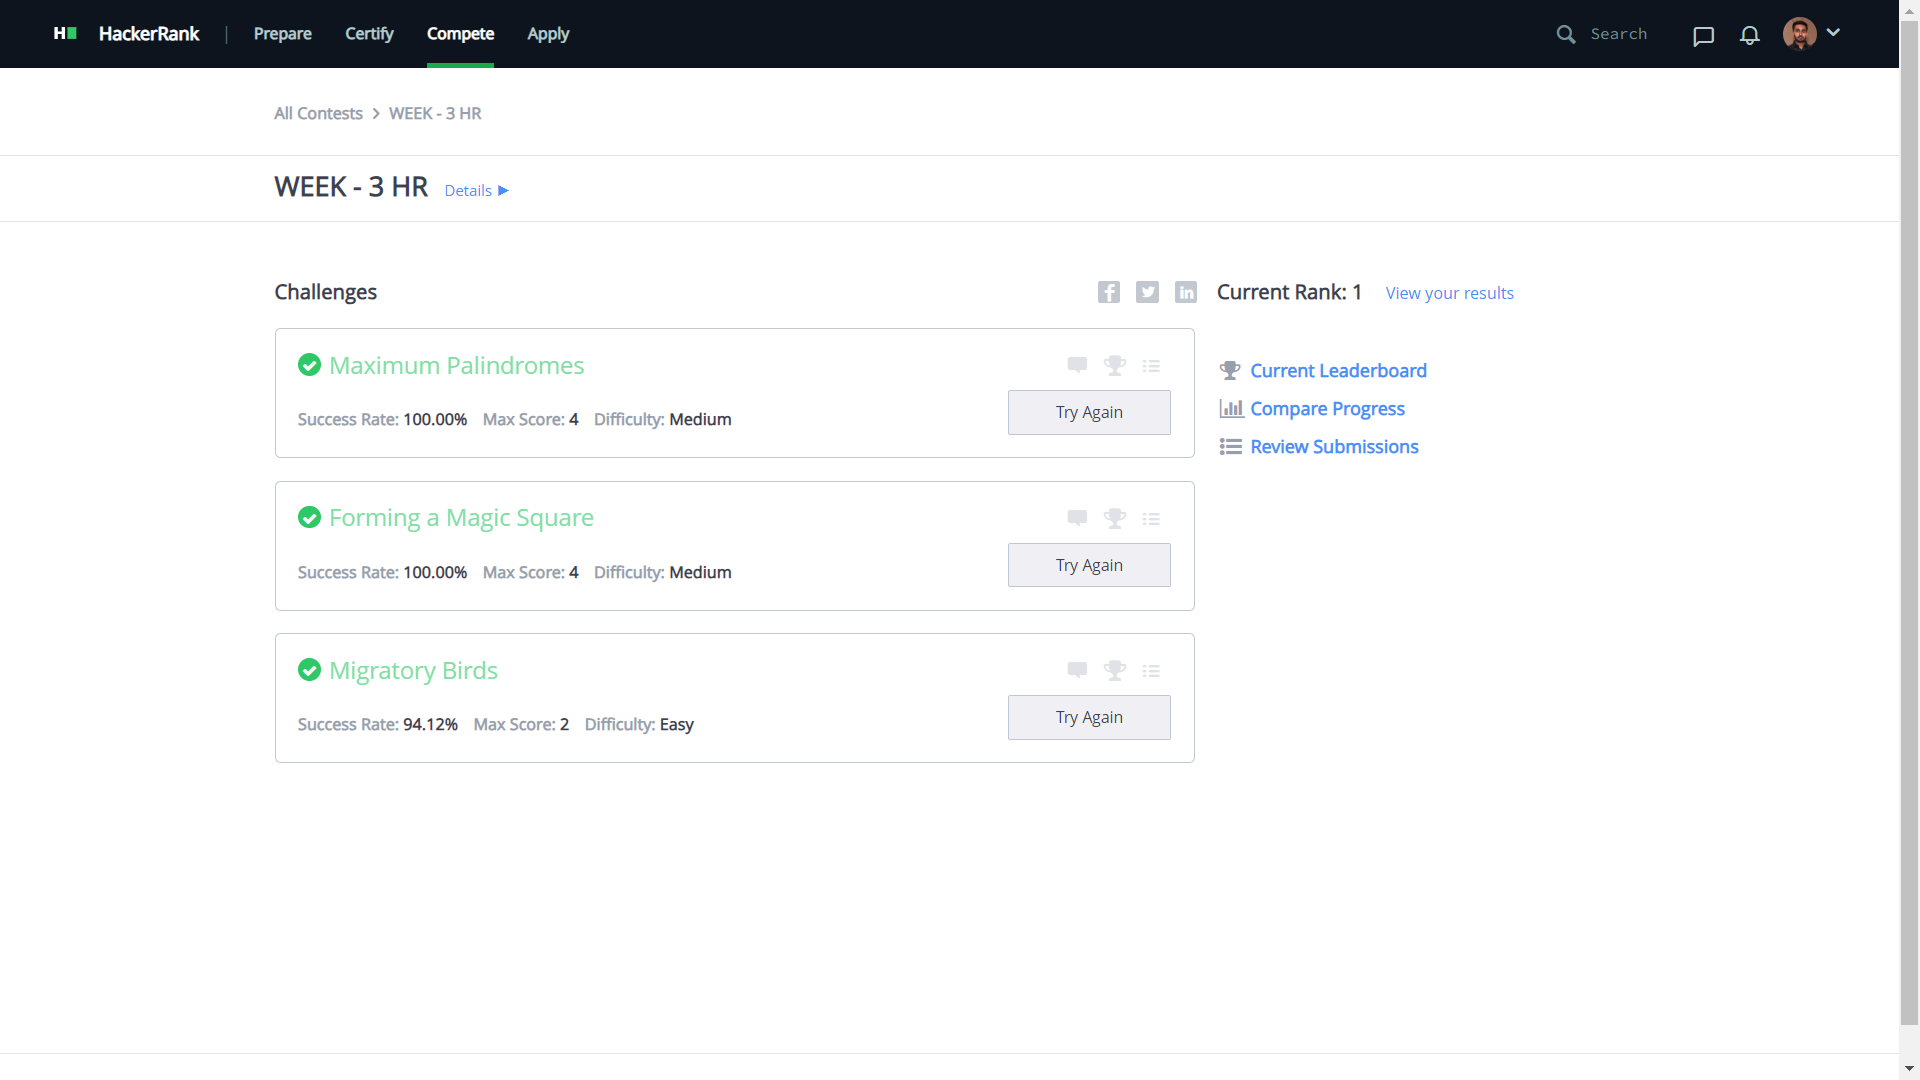 H HackerRank | Prepare Certify Compete Apply Search
All Contests > WEEK - 3 HR
WEEK - 3 HR Details ▶
Challenges
Current Rank: 1 View your results
Maximum Palindromes
Success Rate: 100.00% Max Score: 4 Difficulty: Medium
Try Again
Forming a Magic Square
Success Rate: 100.00% Max Score: 4 Difficulty: Medium
Try Again
Migratory Birds
Success Rate: 94.12% Max Score: 2 Difficulty: Easy
Try Again
Current Leaderboard
Compare Progress
Review Submissions